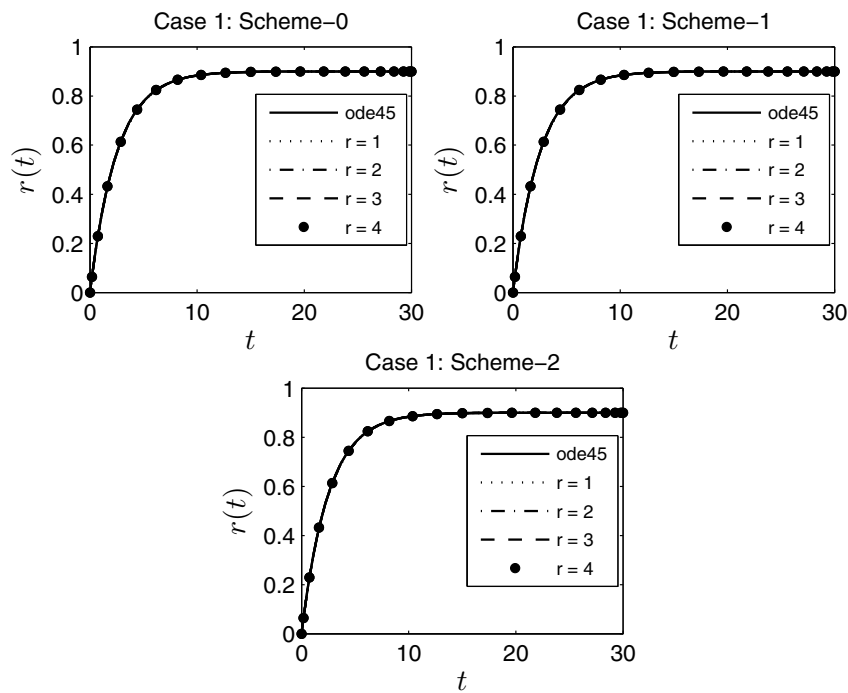 Case 1: Scheme−0
1
0.8
0.6
0.4
0.2
0
r(t)
0
10
20
30
t
ode45
r = 1
r = 2
r = 3
r = 4
Case 1: Scheme−1
1
0.8
0.6
0.4
0.2
0
r(t)
0
10
20
30
t
ode45
r = 1
r = 2
r = 3
r = 4
Case 1: Scheme−2
1
0.8
0.6
0.4
0.2
0
r(t)
0
10
20
30
t
ode45
r = 1
r = 2
r = 3
r = 4